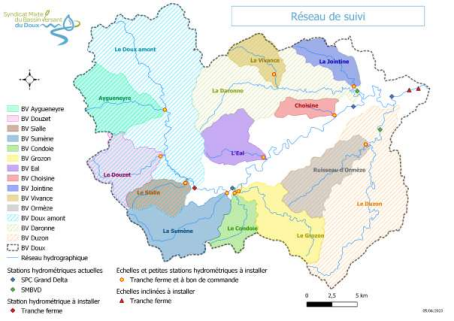 Syndicat Mixte
du Bassin Versant
du Doux
Réseau de suivi
Le Doux amont
La Vivance
La Jointine
Aygueneyre
La Daronne
Choisine
L'Eal
Le Douzet
Ruisseau d'Ormèze
La Sialle
Le Duzon
La Sumène
La Condoie
Le Grozon
BV Aygueneyre
BV Douzet
BV Sialle
BV Sumène
BV Condoie
BV Grozon
BV Eal
BV Choisine
BV Jointine
BV Vivance
BV Ormèze
BV Doux amont
BV Daronne
BV Duzon
BV Doux
Réseau hydrographique
Stations hydrométriques actuelles
SPC Grand Delta
SMBVD
Station hydrométrique à installer
Tranche ferme
Echelles et petites stations hydrométriques à installer
Tranche ferme et à bon de commande
Echelles inclinées à installer
Tranche ferme
0 2,5 5 km